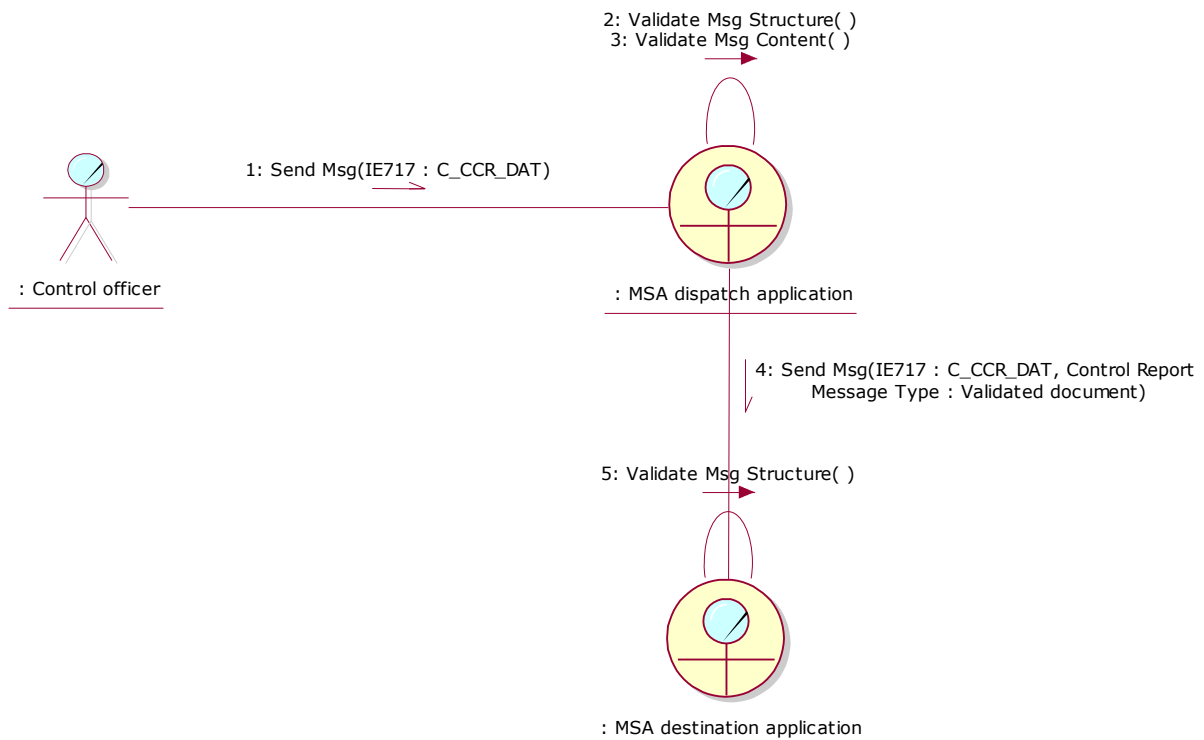 2: Validate Msg Structure( )
3: Validate Msg Content( )
1: Send Msg(IE717 : C_CCR_DAT)
: Control officer
: MSA dispatch application
4: Send Msg(IE717 : C_CCR_DAT, Control Report
Message Type : Validated document)
5: Validate Msg Structure( )
: MSA destination application